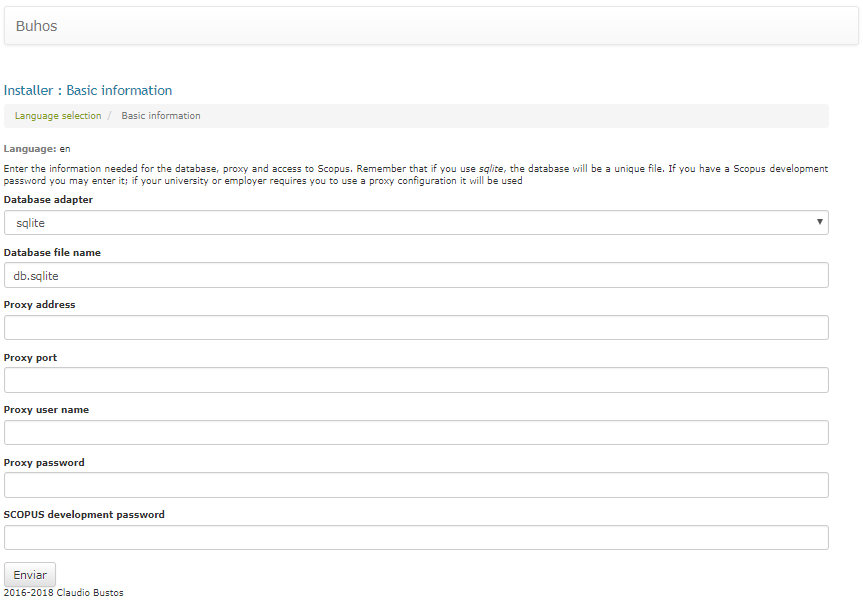 Buhos
Installer : Basic information
Language selection / Basic information
Language: en
Enter the information needed for the database, proxy and access to Scopus. Remember that if you use sqlite, the database will be a unique file. If you have a Scopus development
password you may enter it; if your university or employer requires you to use a proxy configuration it will be used
Database adapter
sqlite
Database file name
db.sqlite
Proxy address
Proxy port
Proxy user name
Proxy password
SCOPUS development password
Enviar
2016-2018 Claudio Bustos